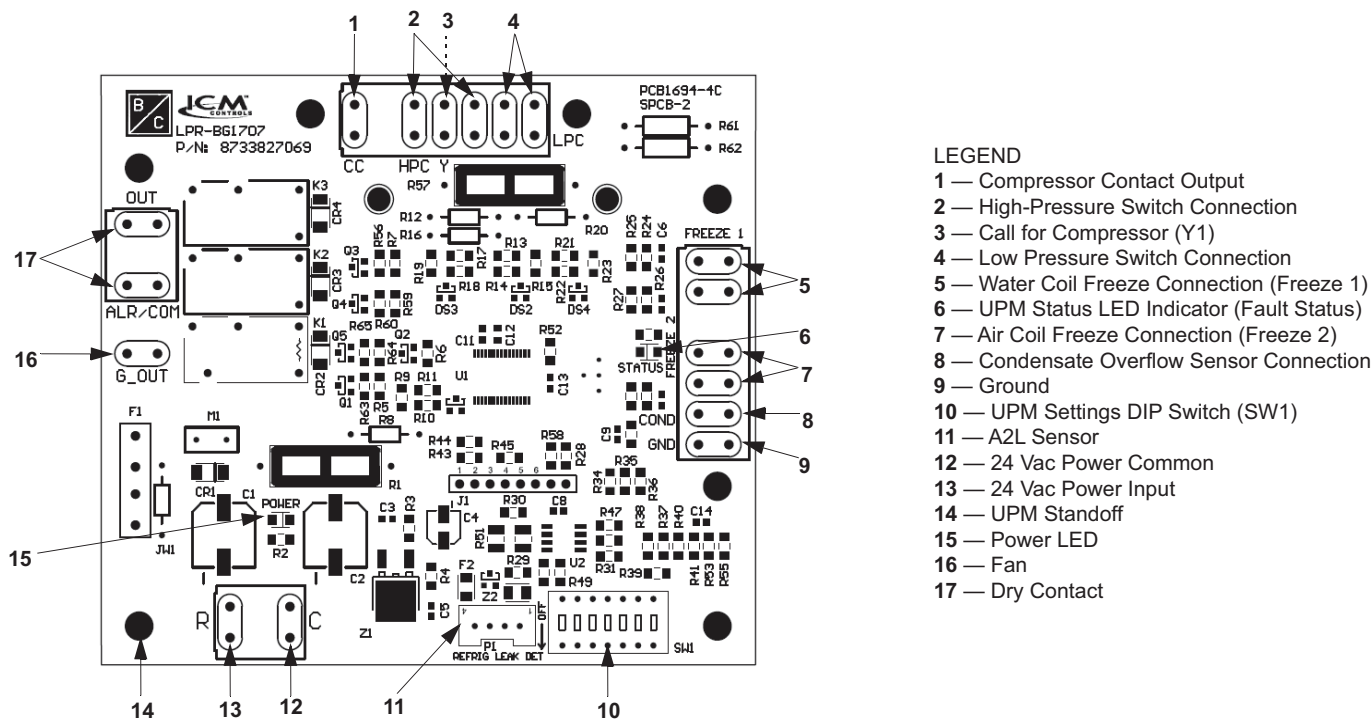 1 2 3 4
B/C ICM CONTROLS
LPR-BG1707
P/N: 8733827069
PCB1694-4C
SPCB-2
R61
R62
CC HPC Y LPC
R57
OUT
K3
CR4
R12
R16
R20
FREEZE 1
17
ALR/COM
K2
CR3
Q3
R56
R7
R19
R17
R18
R13
R14
R15
R21
R22
R23
R25
R24
C6
R26
R27
5
Q4
R59
DS3
DS2
DS4
R65
R60
16
G_OUT
K1
CR2
Q5
R64
Q2
R6
C11
C12
R52
U1
C13
STATUS
FREEZE 2
6
7
Q1
R63
R5
R9
R11
R10
R8
COND
8
C9
GND
9
F1
M1
CR1
C1
R1
R44
R43
R45
R58
R28
1 2 3 4 5 6
R34
R35
R36
15
JW1
POWER
R2
C3
R3
J1
C4
R30
C8
R51
R47
R31
R38
R37
R40
C14
R39
R41
R53
R55
C2
R4
F2
R29
Z2
U2
R49
R C
Z1
C5
4 1
P1
REFRIG LEAK DET
OFF
SW1
14 13 12 11 10
LEGEND
1 — Compressor Contact Output
2 — High-Pressure Switch Connection
3 — Call for Compressor (Y1)
4 — Low Pressure Switch Connection
5 — Water Coil Freeze Connection (Freeze 1)
6 — UPM Status LED Indicator (Fault Status)
7 — Air Coil Freeze Connection (Freeze 2)
8 — Condensate Overflow Sensor Connection
9 — Ground
10 — UPM Settings DIP Switch (SW1)
11 — A2L Sensor
12 — 24 Vac Power Common
13 — 24 Vac Power Input
14 — UPM Standoff
15 — Power LED
16 — Fan
17 — Dry Contact